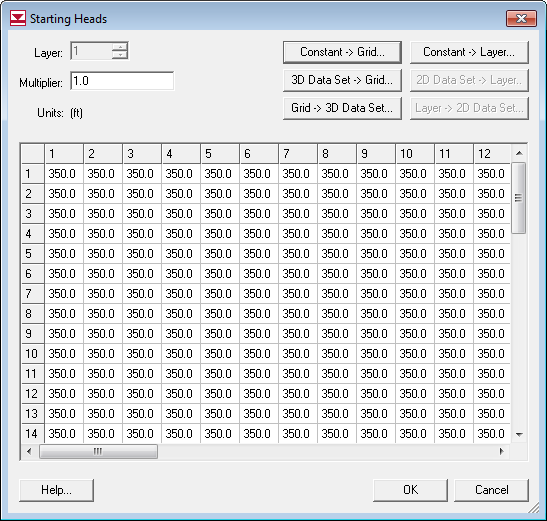 Starting Heads
Layer: 1
Constant -> Grid... Constant -> Layer...
Multiplier: 1.0
3D Data Set -> Grid... 2D Data Set -> Layer..
Units: (ft)
Grid -> 3D Data Set... Layer -> 2D Data Set...
1 2 3 4 5 6 7 8 9 10 11 12
1 350.0 350.0 350.0 350.0 350.0 350.0 350.0 350.0 350.0 350.0 350.0 350.0
2 350.0 350.0 350.0 350.0 350.0 350.0 350.0 350.0 350.0 350.0 350.0 350.0
3 350.0 350.0 350.0 350.0 350.0 350.0 350.0 350.0 350.0 350.0 350.0 350.0
4 350.0 350.0 350.0 350.0 350.0 350.0 350.0 350.0 350.0 350.0 350.0 350.0
5 350.0 350.0 350.0 350.0 350.0 350.0 350.0 350.0 350.0 350.0 350.0 350.0
6 350.0 350.0 350.0 350.0 350.0 350.0 350.0 350.0 350.0 350.0 350.0 350.0
7 350.0 350.0 350.0 350.0 350.0 350.0 350.0 350.0 350.0 350.0 350.0 350.0
8 350.0 350.0 350.0 350.0 350.0 350.0 350.0 350.0 350.0 350.0 350.0 350.0
9 350.0 350.0 350.0 350.0 350.0 350.0 350.0 350.0 350.0 350.0 350.0 350.0
10 350.0 350.0 350.0 350.0 350.0 350.0 350.0 350.0 350.0 350.0 350.0 350.0
11 350.0 350.0 350.0 350.0 350.0 350.0 350.0 350.0 350.0 350.0 350.0 350.0
12 350.0 350.0 350.0 350.0 350.0 350.0 350.0 350.0 350.0 350.0 350.0 350.0
13 350.0 350.0 350.0 350.0 350.0 350.0 350.0 350.0 350.0 350.0 350.0 350.0
14 350.0 350.0 350.0 350.0 350.0 350.0 350.0 350.0 350.0 350.0 350.0 350.0
Help... OK Cancel